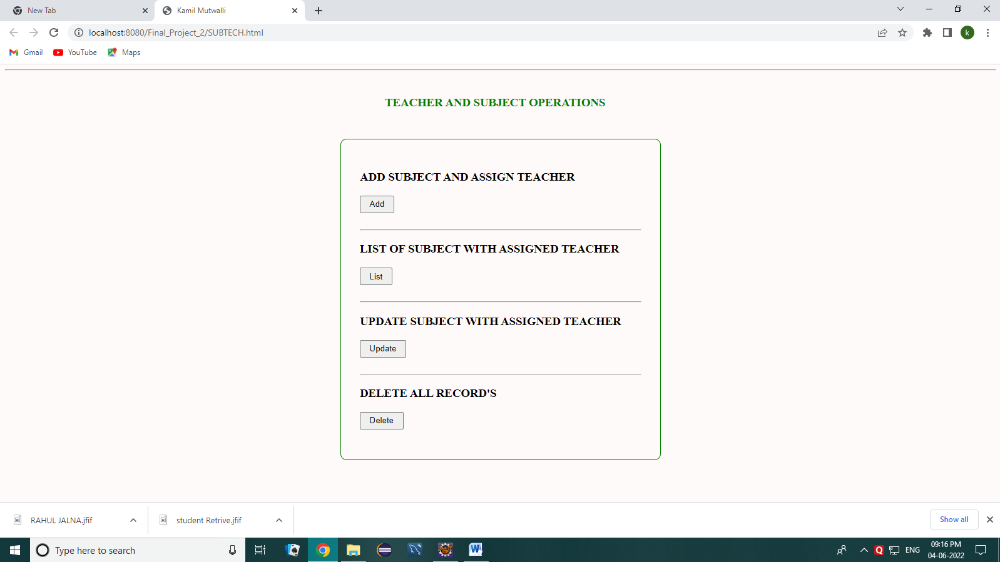 New Tab
Kamil Mutwalli
localhost:8080/Final_Project_2/SUBTECH.html
k
Gmail
YouTube
Maps
TEACHER AND SUBJECT OPERATIONS
ADD SUBJECT AND ASSIGN TEACHER
Add
LIST OF SUBJECT WITH ASSIGNED TEACHER
List
UPDATE SUBJECT WITH ASSIGNED TEACHER
Update
DELETE ALL RECORD'S
Delete
RAHUL JALNA.jfif
student Retrive.jfif
Show all
Type here to search
W
Q
ENG
09:16 PM
04-06-2022